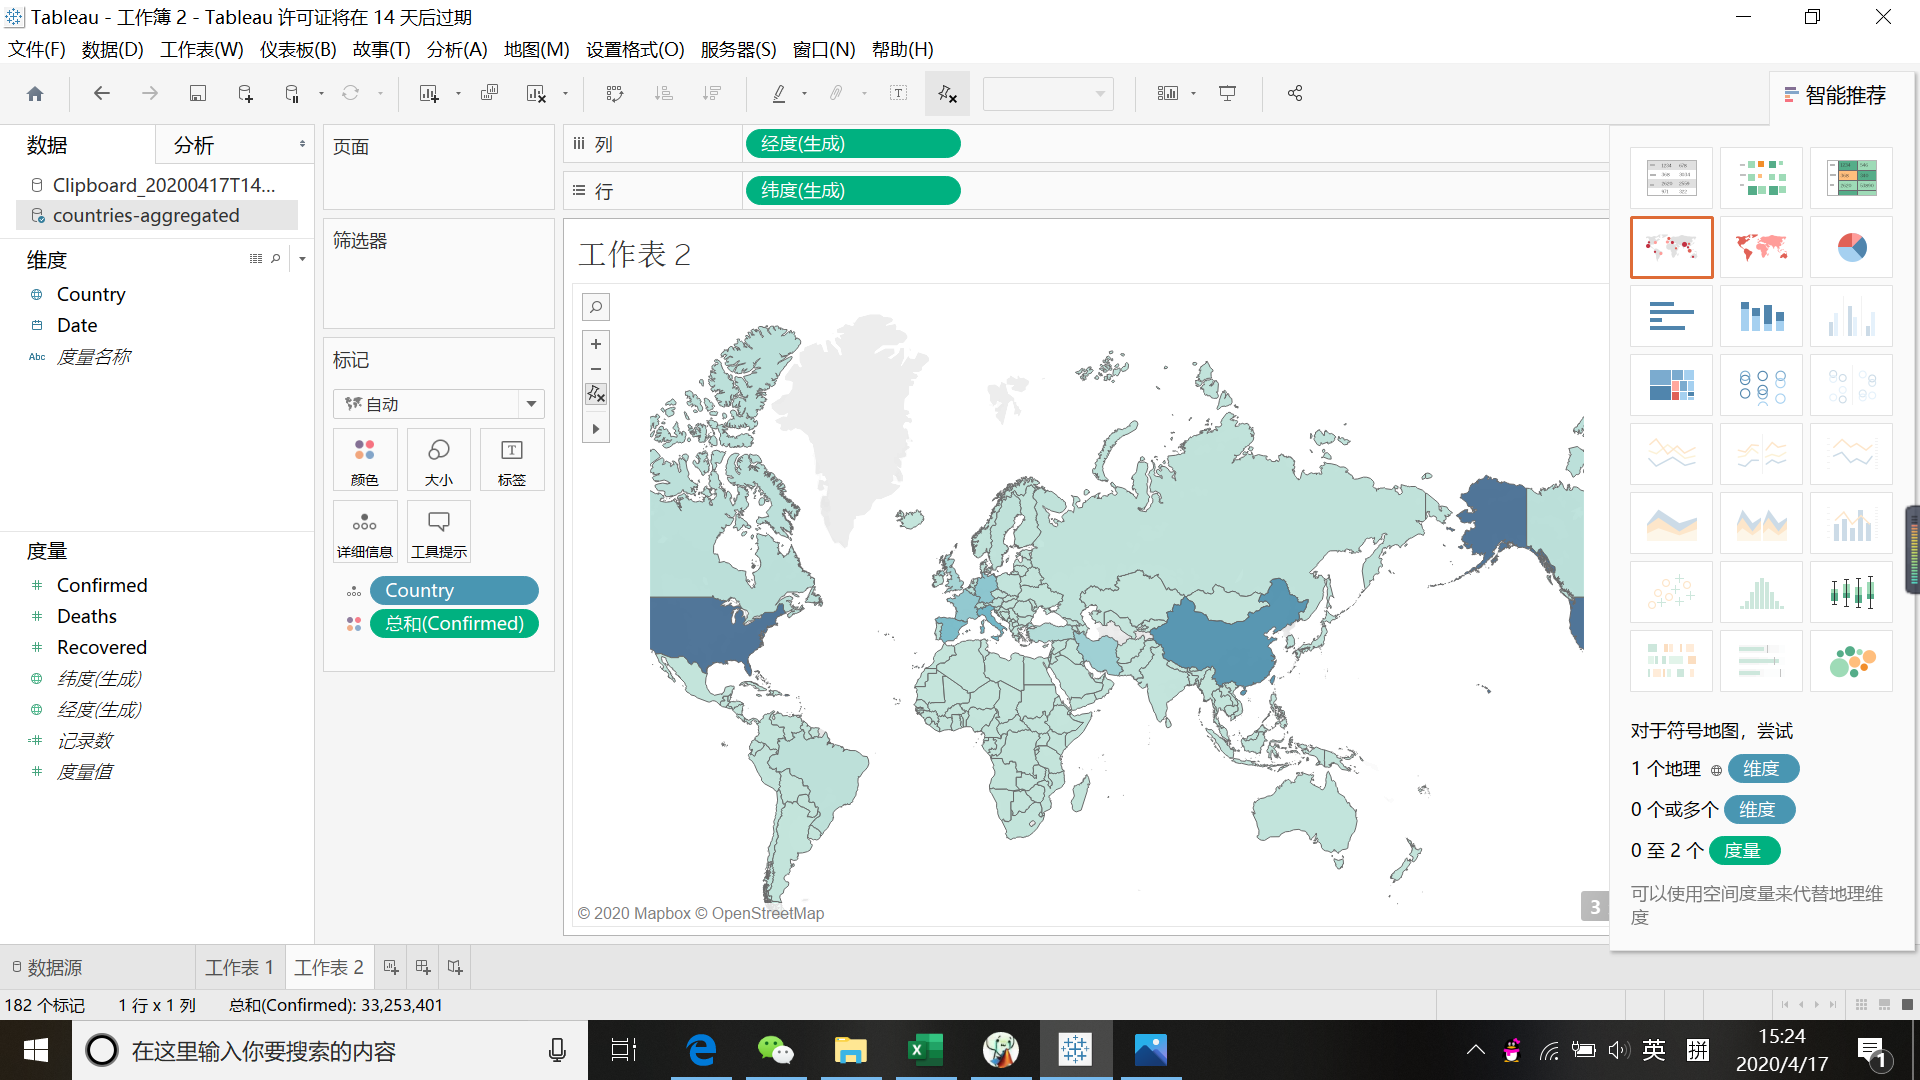 Tableau - 工作簿 2 - Tableau 许可证将在 14 天后过期
文件(F) 数据(D) 工作表(W) 仪表板(B) 故事(T) 分析(A) 地图(M) 设置格式(O) 服务器(S) 窗口(N) 帮助(H)
智能推荐
数据
分析
Clipboard_20200417T14...
countries-aggregated
维度
Country
Date
Abc 度量名称
度量
Confirmed
Deaths
Recovered
纬度(生成)
经度(生成)
记录数
度量值
页面
筛选器
标记
自动
颜色
大小
标签
详细信息
工具提示
Country
总和(Confirmed)
列
经度(生成)
行
纬度(生成)
工作表 2
© 2020 Mapbox © OpenStreetMap
3
对于符号地图，尝试
1 个地理 维度
0 个或多个 维度
0 至 2 个 度量
可以使用空间度量来代替地理维
度
数据源
工作表 1
工作表 2
182 个标记
1 行 x 1 列
总和(Confirmed): 33,253,401
在这里输入你要搜索的内容
英
拼
15:24
2020/4/17
1